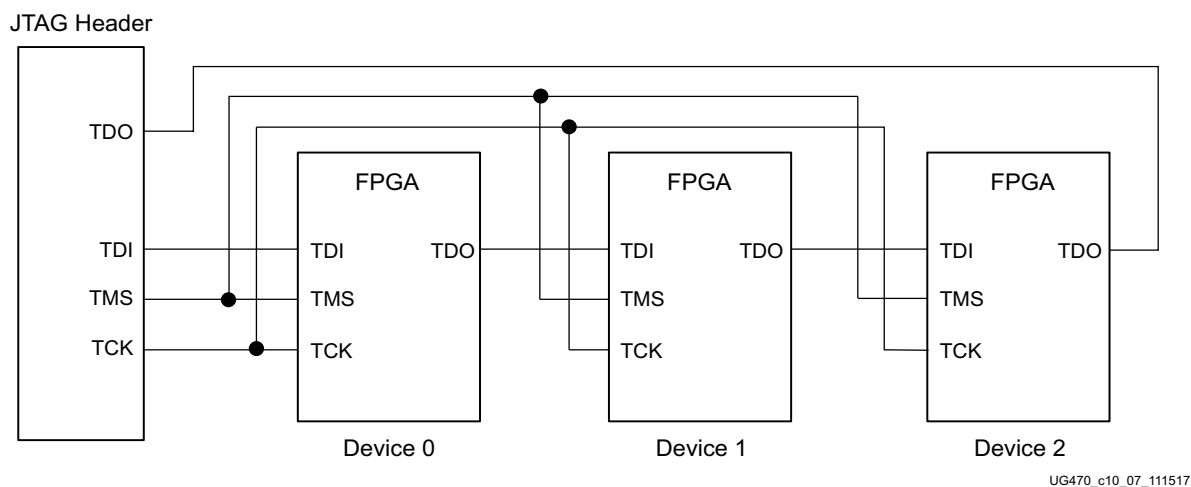 JTAG Header
TDO
TDI
TMS
TCK
FPGA
TDI
TDO
TMS
TCK
Device 0
FPGA
TDI
TDO
TMS
TCK
Device 1
FPGA
TDI
TDO
TMS
TCK
Device 2
UG470_c10_07_111517